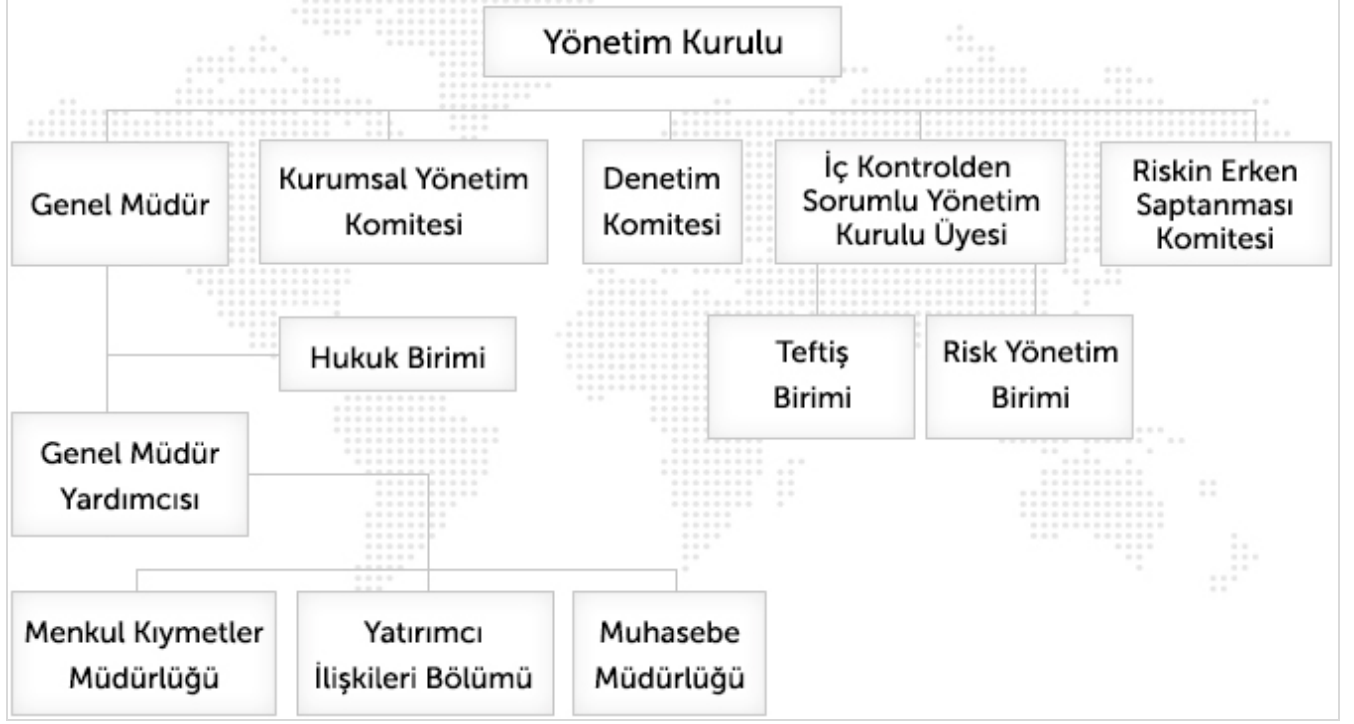 Yönetim Kurulu
Genel Müdür
Kurumsal Yönetim
Komitesi
Denetim
Komitesi
İç Kontrolden
Sorumlu Yönetim
Kurulu Üyesi
Riskin Erken
Saptanması
Komitesi
Hukuk Birimi
Teftiş
Birimi
Risk Yönetim
Birimi
Genel Müdür
Yardımcısı
Menkul Kıymetler
Müdürlüğü
Yatırımcı
İlişkileri Bölümü
Muhasebe
Müdürlüğü